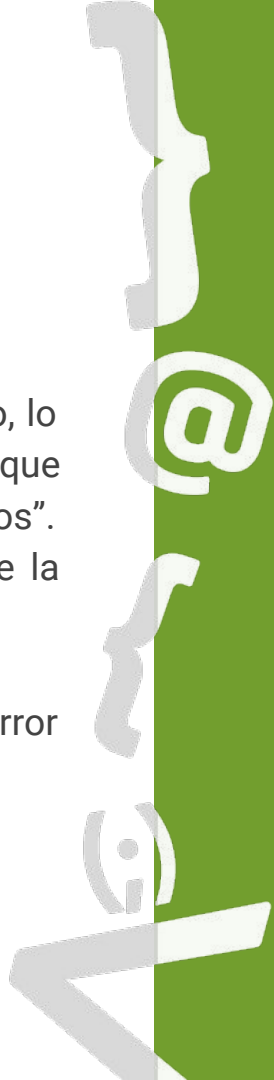 o, lo
que
os”.
e la
rror
} @ { (;) <